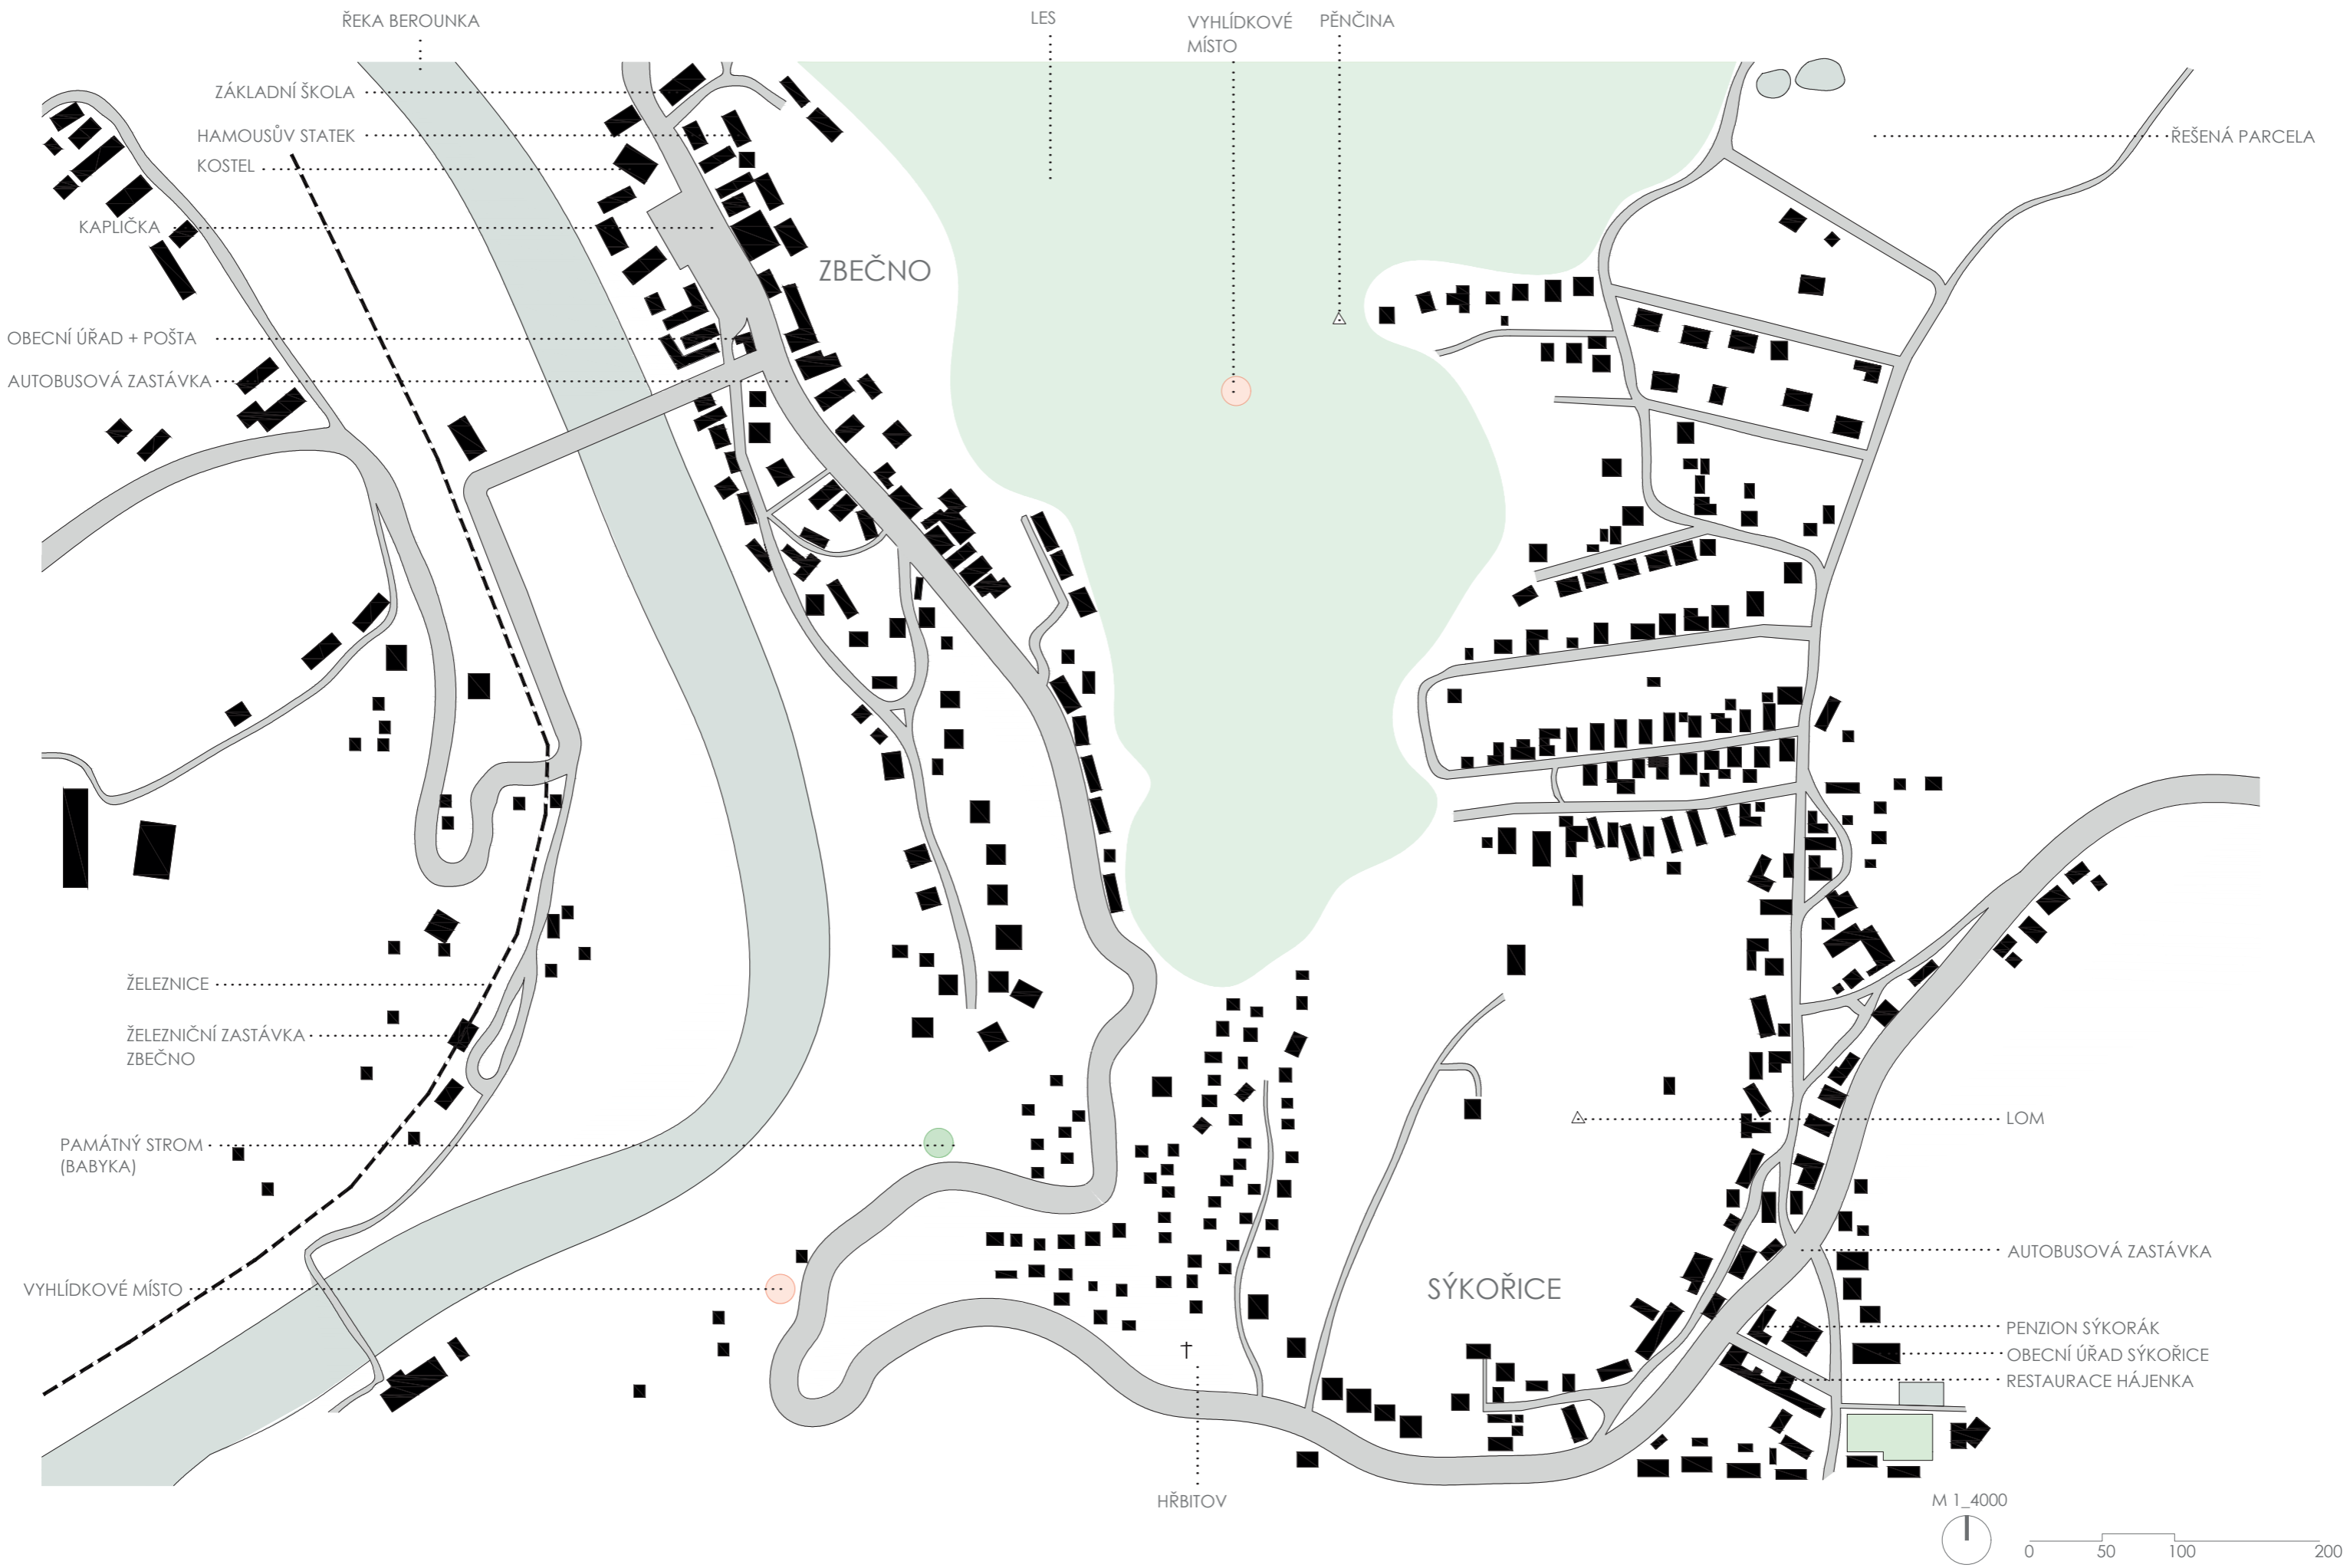 ŘEKA BEROUNKA
LES
VYHLÍDKOVÉ
MÍSTO
PĚNČINA
ZÁKLADNÍ ŠKOLA
HAMOUSŮV STATEK
KOSTEL
ŘEŠENÁ PARCELA
KAPLIČKA
ZBEČNO
OBECNÍ ÚŘAD + POŠTA
AUTOBUSOVÁ ZASTÁVKA
ŽELEZNICE
ŽELEZNIČNÍ ZASTÁVKA
ZBEČNO
LOM
PAMÁTNÝ STROM
(BABYKA)
AUTOBUSOVÁ ZASTÁVKA
VYHLÍDKOVÉ MÍSTO
SÝKOŘICE
PENZION SÝKORÁK
OBECNÍ ÚŘAD SÝKOŘICE
RESTAURACE HÁJENKA
HŘBITOV
M 1_4000
0 50 100 200